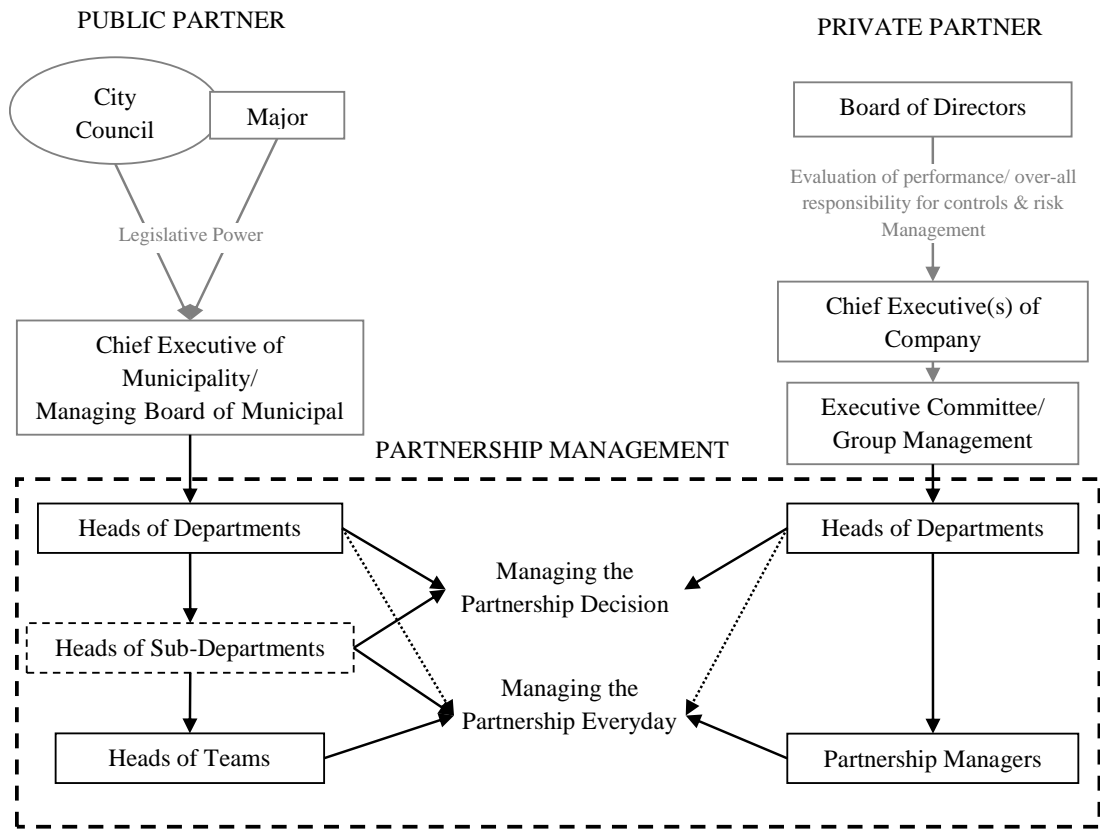 PUBLIC PARTNER
City
Council
Major
Legislative Power
Chief Executive of
Municipality/
Managing Board of Municipal
PRIVATE PARTNER
Board of Directors
Evaluation of performance/ over-all
responsibility for controls & risk
Management
Chief Executive(s) of
Company
Executive Committee/
Group Management
PARTNERSHIP MANAGEMENT
Heads of Departments
Heads of Sub-Departments
Heads of Teams
Managing the
Partnership Decision
Managing the
Partnership Everyday
Heads of Departments
Partnership Managers